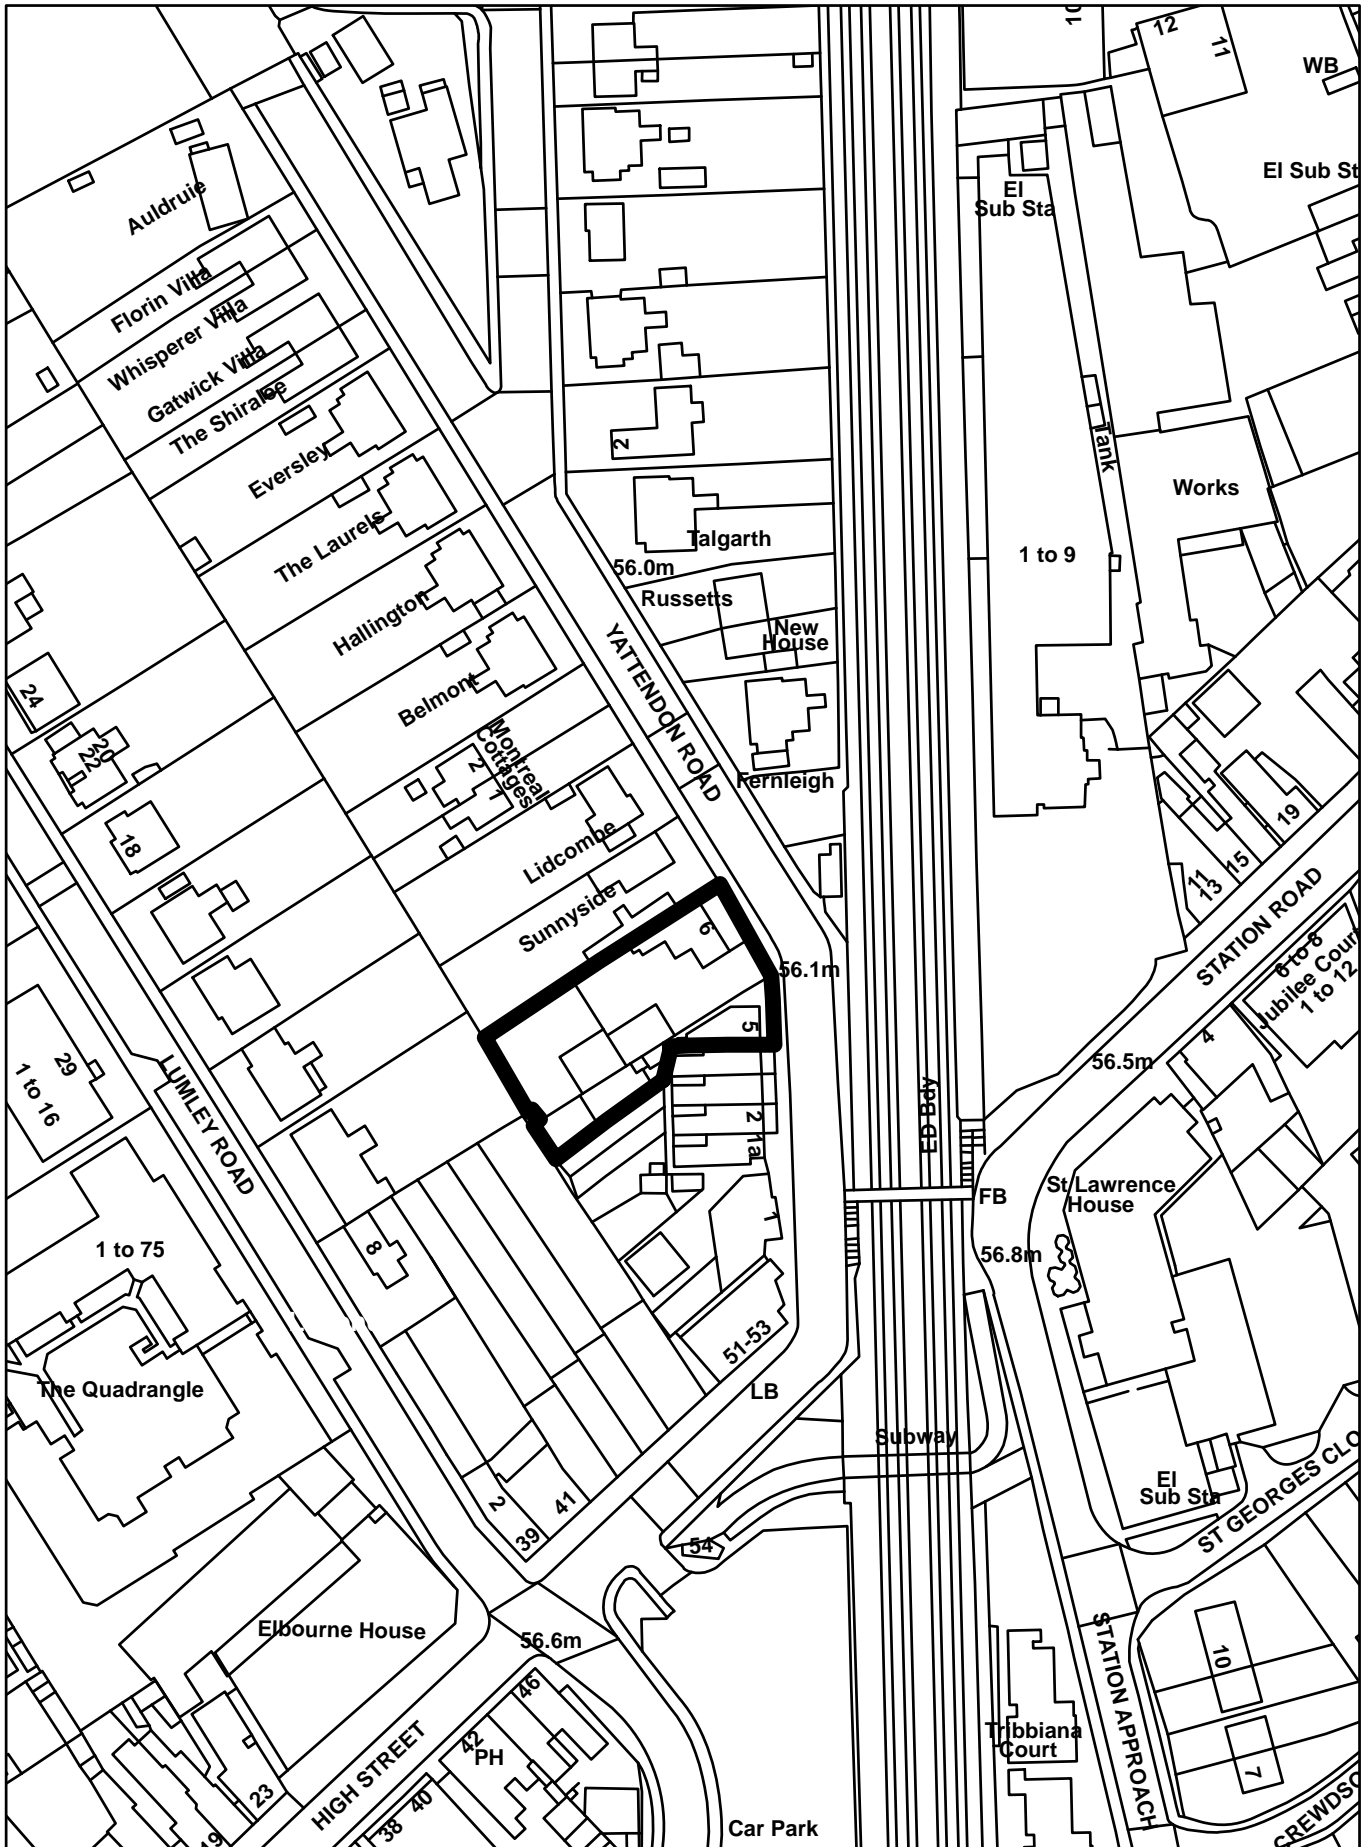 12
11
WB
El Sub St
El
Sub Sta
Auldruie
Florin Villa
Whisperer Villa
Gatwick Villa
The Shiralee
Eversley
The Laurels
Hallington
Belmont
2
Talgarth
56.0m
Russetts
New
House
Tank
Works
1 to 9
YATTENDON ROAD
Fernleigh
24
20
22
18
Montreal
Cottages
2
1
Lidcombe
Sunnyside
6
56.1m
5
19
15
11
13
STATION ROAD
6 to 8
Jubilee Court
1 to 12
4
56.5m
29
1 to 16
LUMLEY ROAD
2
1a
1
ED Bdy
FB
St Lawrence
House
56.8m
1 to 75
8
The Quadrangle
51-53
LB
Subway
El
Sub Sta
ST GEORGES CLO
2
41
39
54
Elbourne House
56.6m
46
42
PH
40
38
HIGH STREET
23
19
Car Park
Tribbiana
Court
STATION APPROACH
10
7
CREWDSO